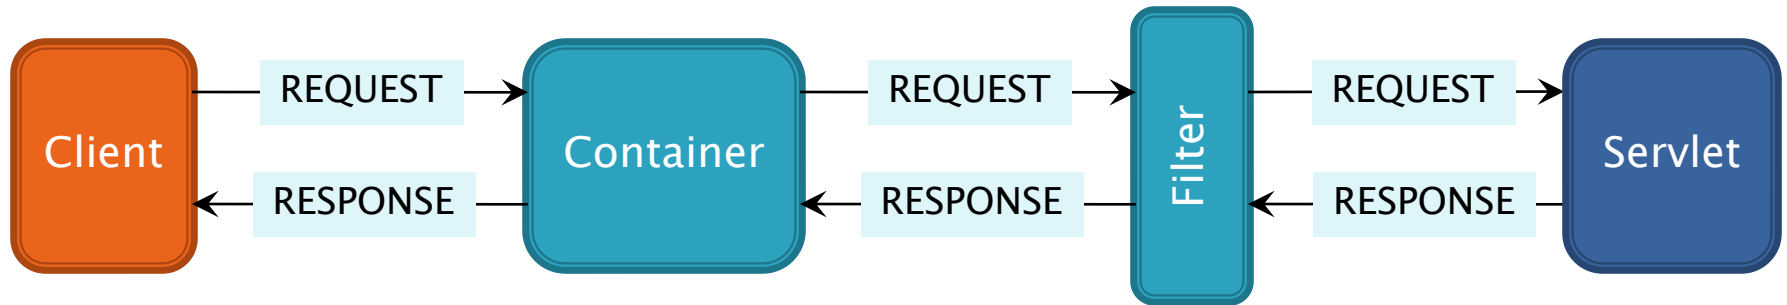 REQUEST
REQUEST
REQUEST
Client
Container
Filter
Servlet
RESPONSE
RESPONSE
RESPONSE